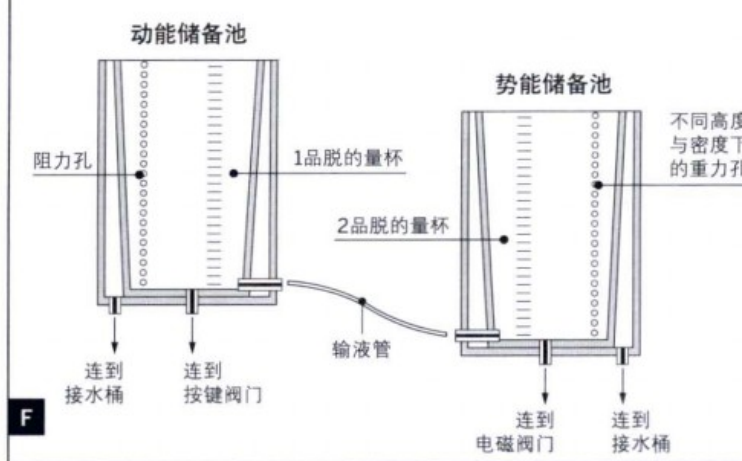 动能储备池
势能储备池
不同高度
与密度下
的重力孔
阻力孔
1品脱的量杯
2品脱的量杯
输液管
连到
接水桶
连到
按键阀门
连到
电磁阀门
连到
接水桶
F